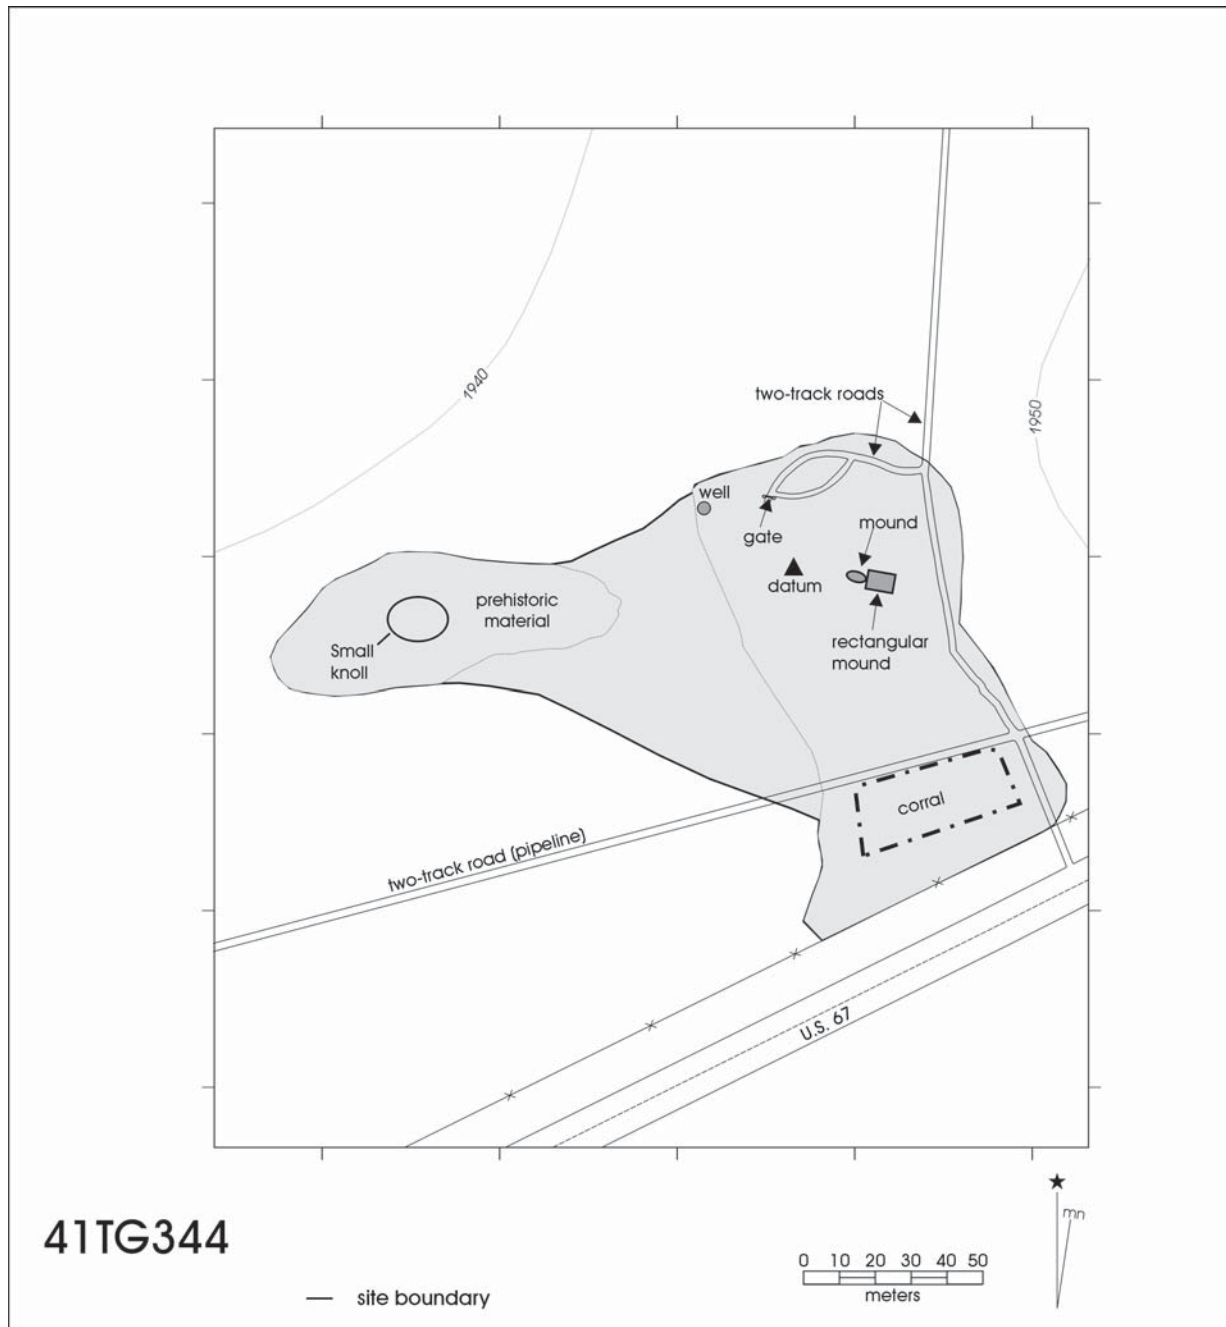 1940
1950
two-track roads
well
gate
mound
datum
prehistoric
material
Small
knoll
rectangular
mound
corral
two-track road (pipeline)
U.S. 67
mn
41TG344
0 10 20 30 40 50
meters
site boundary